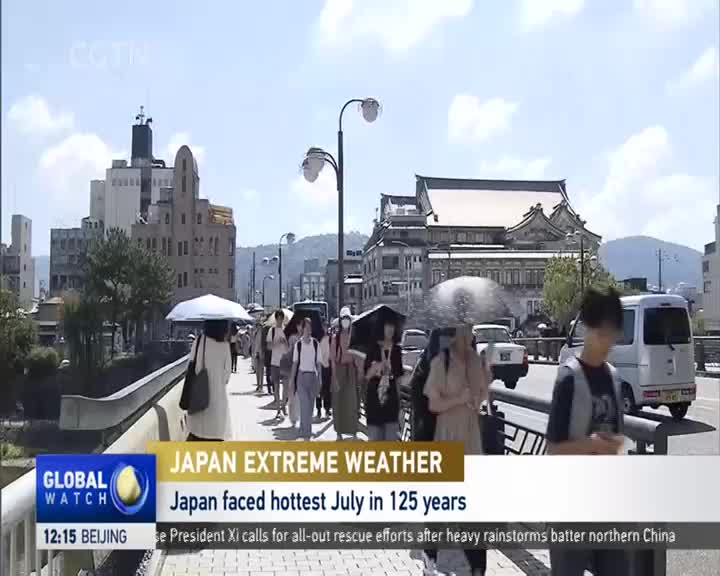 CGTN
JAPAN EXTREME WEATHER
GLOBAL
WATCH
Japan faced hottest July in 125 years
12:15 BEIJING
se President Xi calls for all-out rescue efforts after heavy rainstorms batter northern China